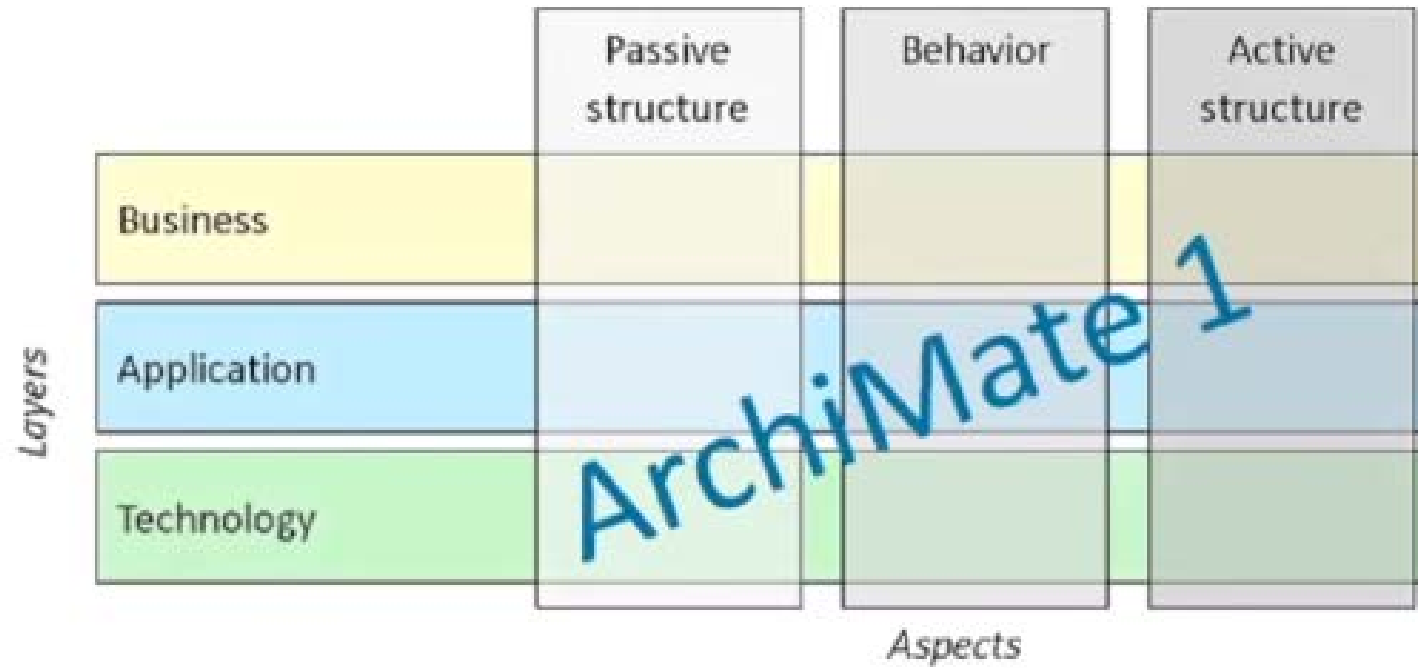 Passive
structure
Behavior
Active
structure
Business
Application
Technology
Layers
ArchiMate 1
Aspects